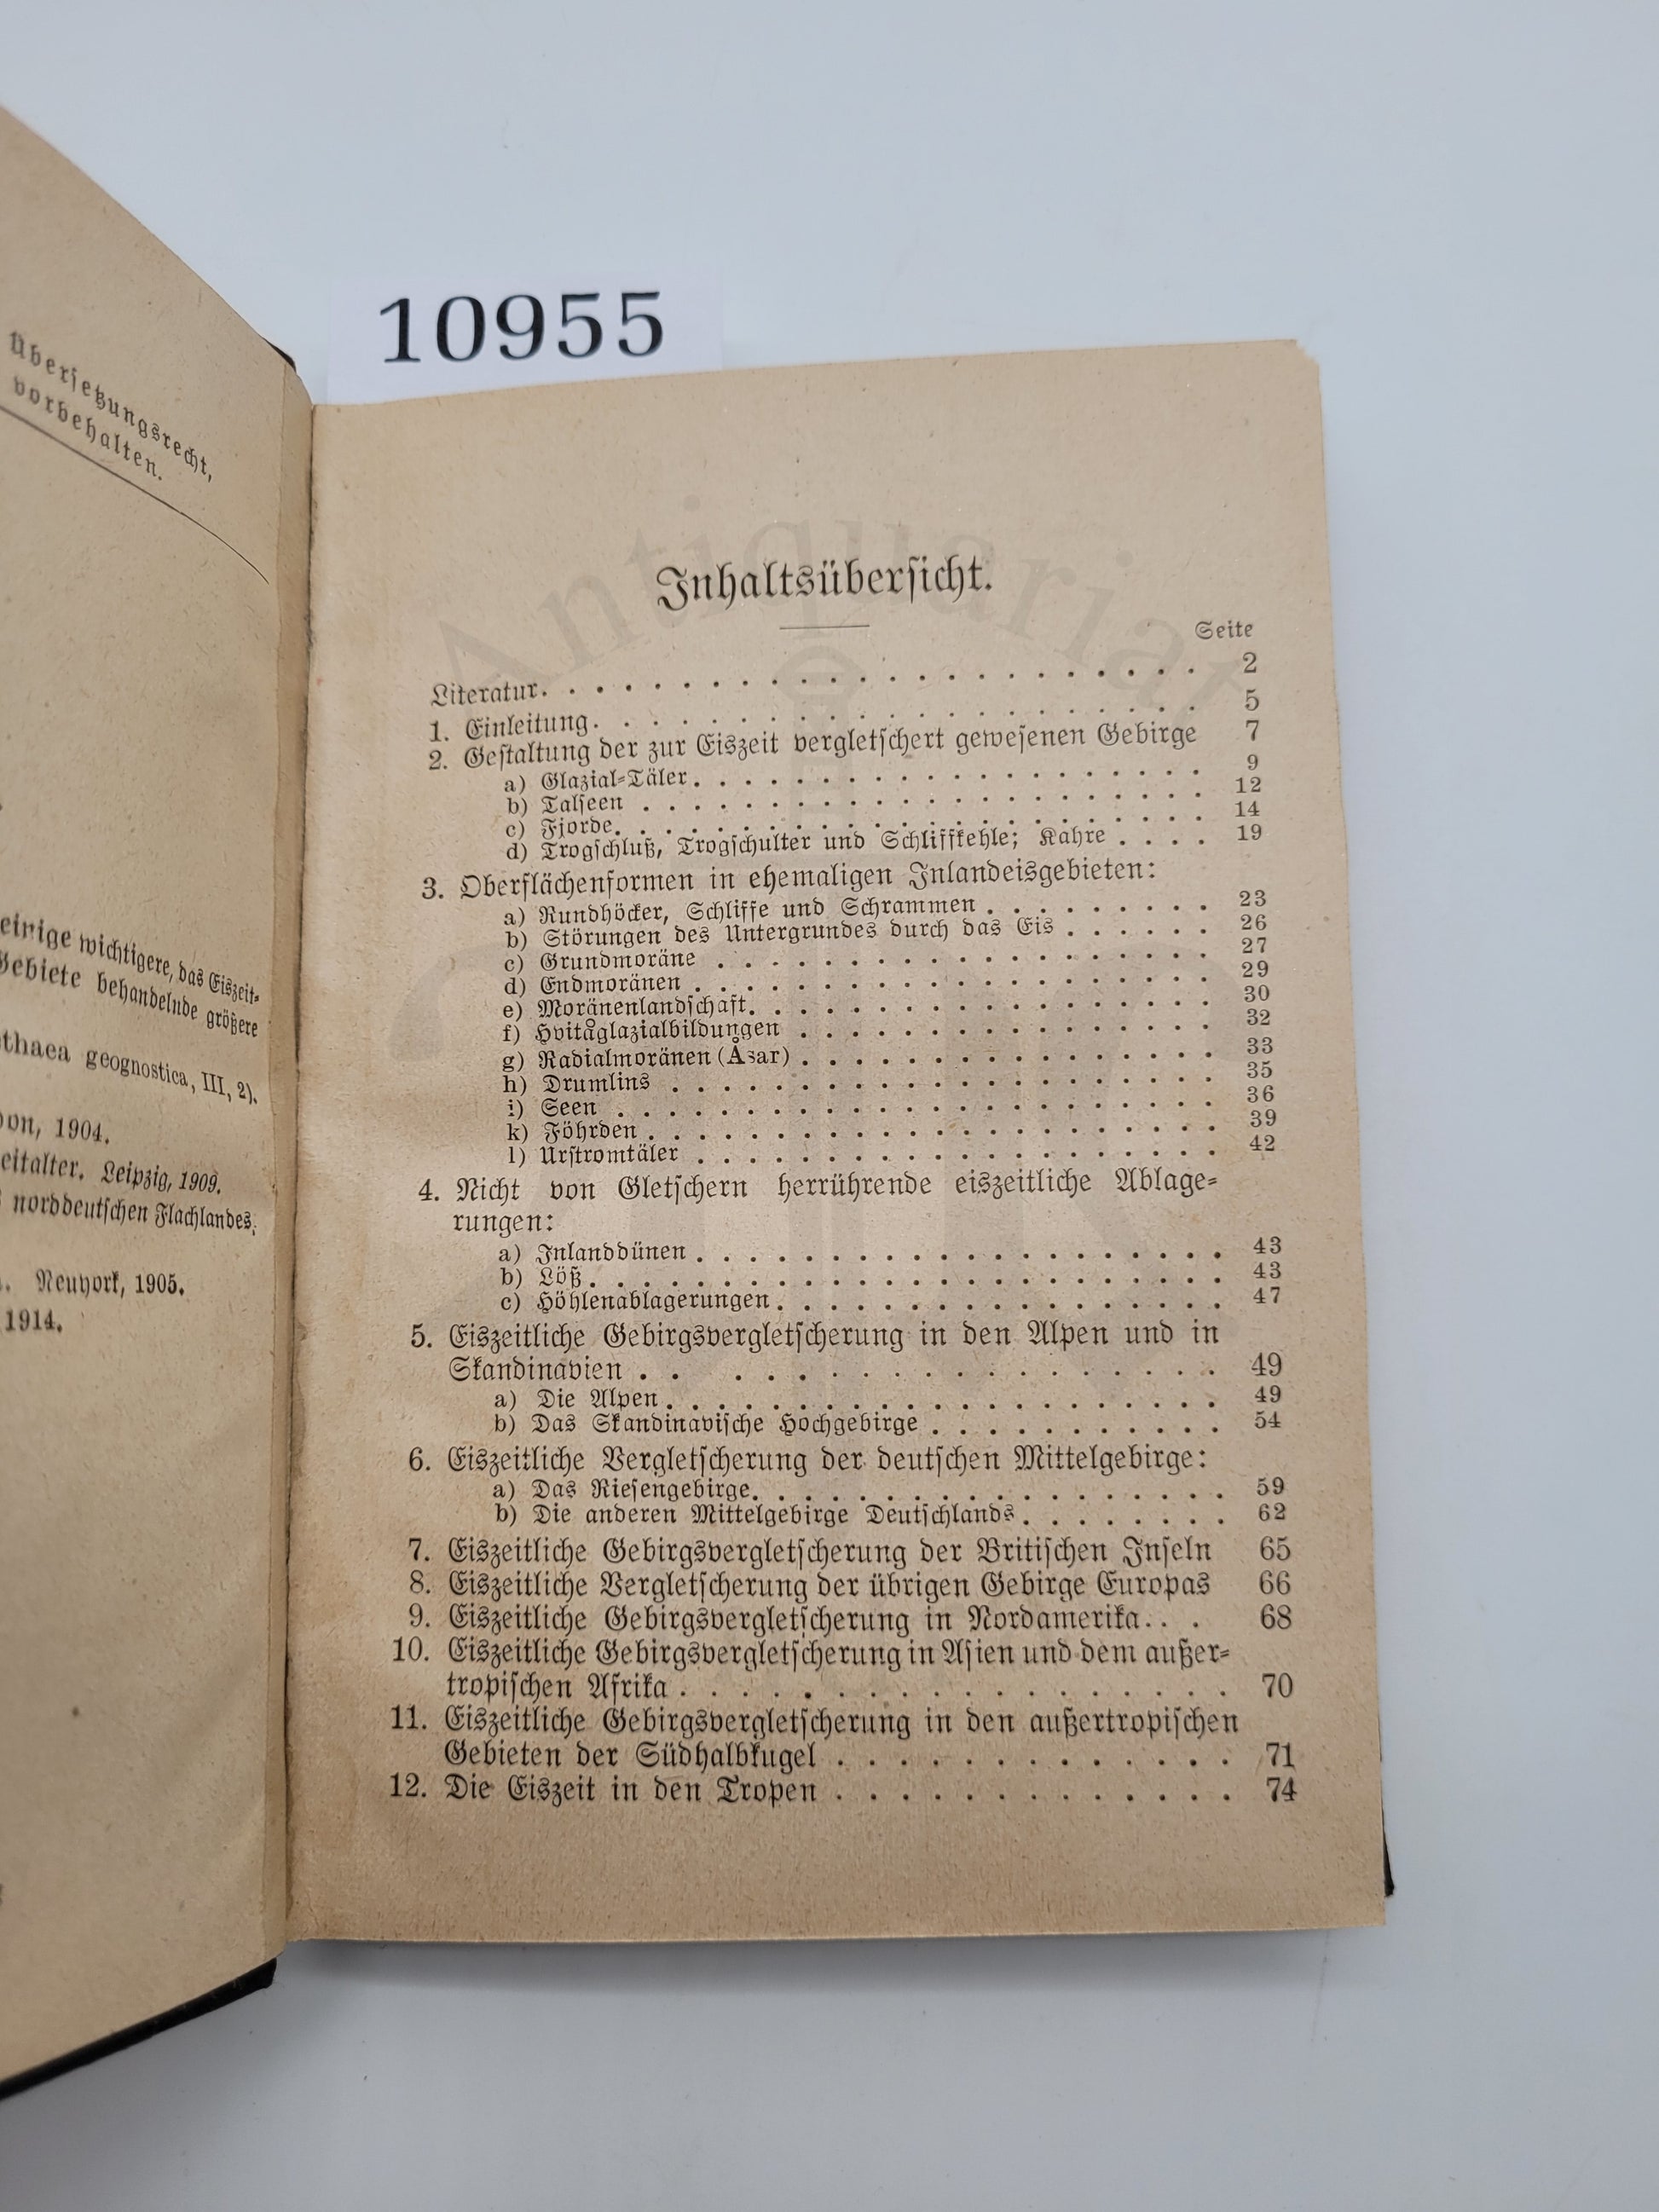 10955
Übersetzungsrecht,
vorbehalten.
einige wichtigere, das Eiszeit-
Gebiete behandelnde größere
thaea geognostica, III, 2).
1904.
eitalter. Leipzig, 1909.
norddeutschen Flachlandes,
Neuyork, 1905.
1914.
Antiquariat
Inhaltsübersicht.
Seite
Literatur. . . . . . . . . . . . . . . . . . . . . . . 2
1. Einleitung. . . . . . . . . . . . . . . . . . . . . 5
2. Gestaltung der zur Eiszeit vergletschert gewesenen Gebirge 7
a) Glazial-Täler. . . . . . . . . . . . . . . . . . 9
b) Talseen . . . . . . . . . . . . . . . . . . . . 12
c) Fjorde. . . . . . . . . . . . . . . . . . . . . 14
d) Trogschluß, Trogschulter und Schliffkehle; Kahre . . . . 19
3. Oberflächenformen in ehemaligen Inlandeisgebieten:
a) Rundhöcker, Schliffe und Schrammen . . . . . . . . . 23
b) Störungen des Untergrundes durch das Eis . . . . . . 26
c) Grundmoräne . . . . . . . . . . . . . . . . . . 27
d) Endmoränen . . . . . . . . . . . . . . . . . . . 29
e) Moränenlandschaft. . . . . . . . . . . . . . . . . 30
f) Hvitåglazialbildungen . . . . . . . . . . . . . . . 32
g) Radialmoränen (Åsar) . . . . . . . . . . . . . . . 33
h) Drumlins . . . . . . . . . . . . . . . . . . . . 35
i) Seen . . . . . . . . . . . . . . . . . . . . . . 36
k) Föhrden . . . . . . . . . . . . . . . . . . . . . 39
l) Urstromtäler . . . . . . . . . . . . . . . . . . . 42
4. Nicht von Gletschern herrührende eiszeitliche Ablage-
rungen:
a) Inlanddünen . . . . . . . . . . . . . . . . . . . 43
b) Löß. . . . . . . . . . . . . . . . . . . . . . . 43
c) Höhlenablagerungen. . . . . . . . . . . . . . . . . 47
5. Eiszeitliche Gebirgsvergletscherung in den Alpen und in
Skandinavien . . . . . . . . . . . . . . . . . 49
a) Die Alpen. . . . . . . . . . . . . . . . . . . . . 49
b) Das Skandinavische Hochgebirge . . . . . . . . . . . 54
6. Eiszeitliche Vergletscherung der deutschen Mittelgebirge:
a) Das Riesengebirge. . . . . . . . . . . . . . . . . . 59
b) Die anderen Mittelgebirge Deutschlands. . . . . . . . 62
7. Eiszeitliche Gebirgsvergletscherung der Britischen Inseln 65
8. Eiszeitliche Vergletscherung der übrigen Gebirge Europas 66
9. Eiszeitliche Gebirgsvergletscherung in Nordamerika. . . 68
10. Eiszeitliche Gebirgsvergletscherung in Asien und dem außer-
tropischen Afrika . . . . . . . . . . . . . . . . . 70
11. Eiszeitliche Gebirgsvergletscherung in den außertropischen
Gebieten der Südhalbkugel . . . . . . . . . . . . 71
12. Die Eiszeit in den Tropen . . . . . . . . . . . . 74